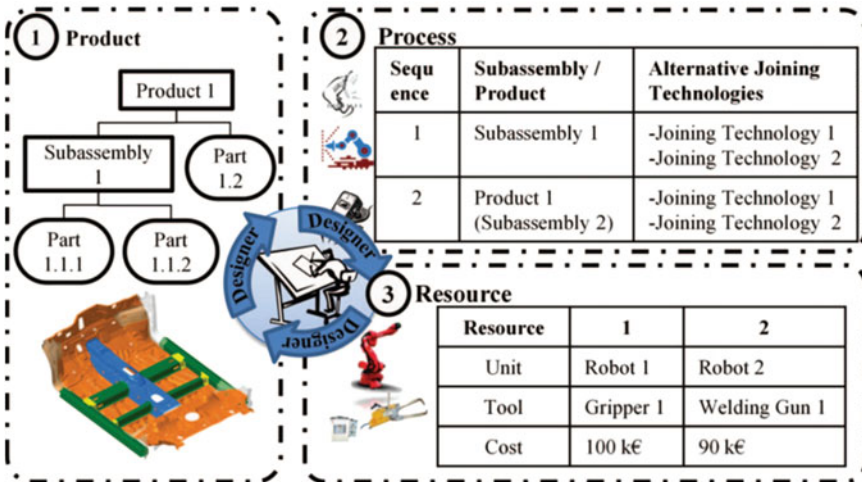 1 Product
Product 1
Subassembly
1
Part
1.2
Part
1.1.1
Part
1.1.2
Designer
Designer
Designer
2 Process
Sequ
ence
Subassembly /
Product
Alternative Joining
Technologies
1
Subassembly 1
-Joining Technology 1
-Joining Technology 2
2
Product 1
(Subassembly 2)
-Joining Technology 1
-Joining Technology 2
3 Resource
Resource 1 2
Unit Robot 1 Robot 2
Tool Gripper 1 Welding Gun 1
Cost 100 k€ 90 k€